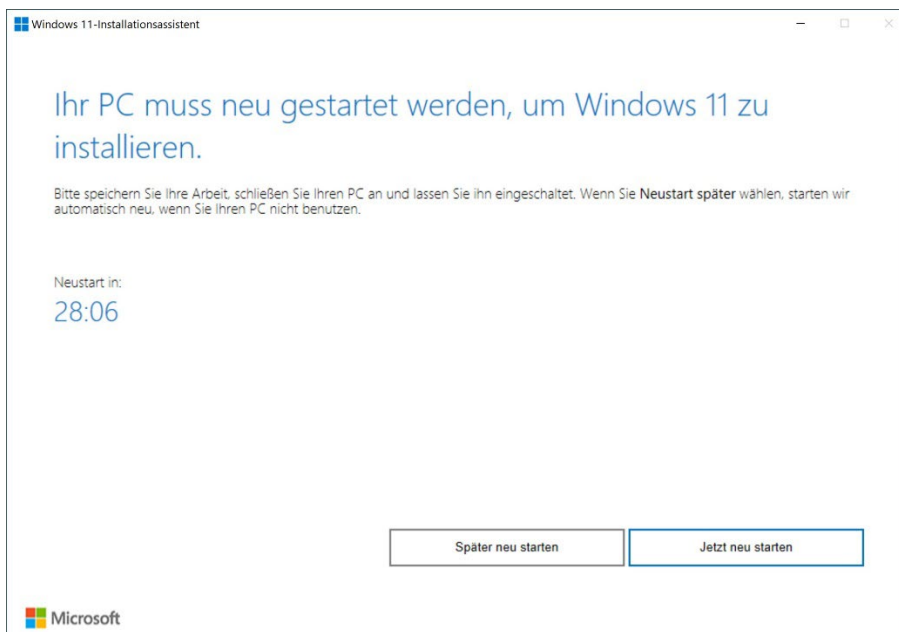 Windows 11-Installationsassistent
Ihr PC muss neu gestartet werden, um Windows 11 zu
installieren.
Bitte speichern Sie Ihre Arbeit, schließen Sie Ihren PC an und lassen Sie ihn eingeschaltet. Wenn Sie Neustart später wählen, starten wir
automatisch neu, wenn Sie Ihren PC nicht benutzen.
Neustart in:
28:06
Später neu starten
Jetzt neu starten
Microsoft